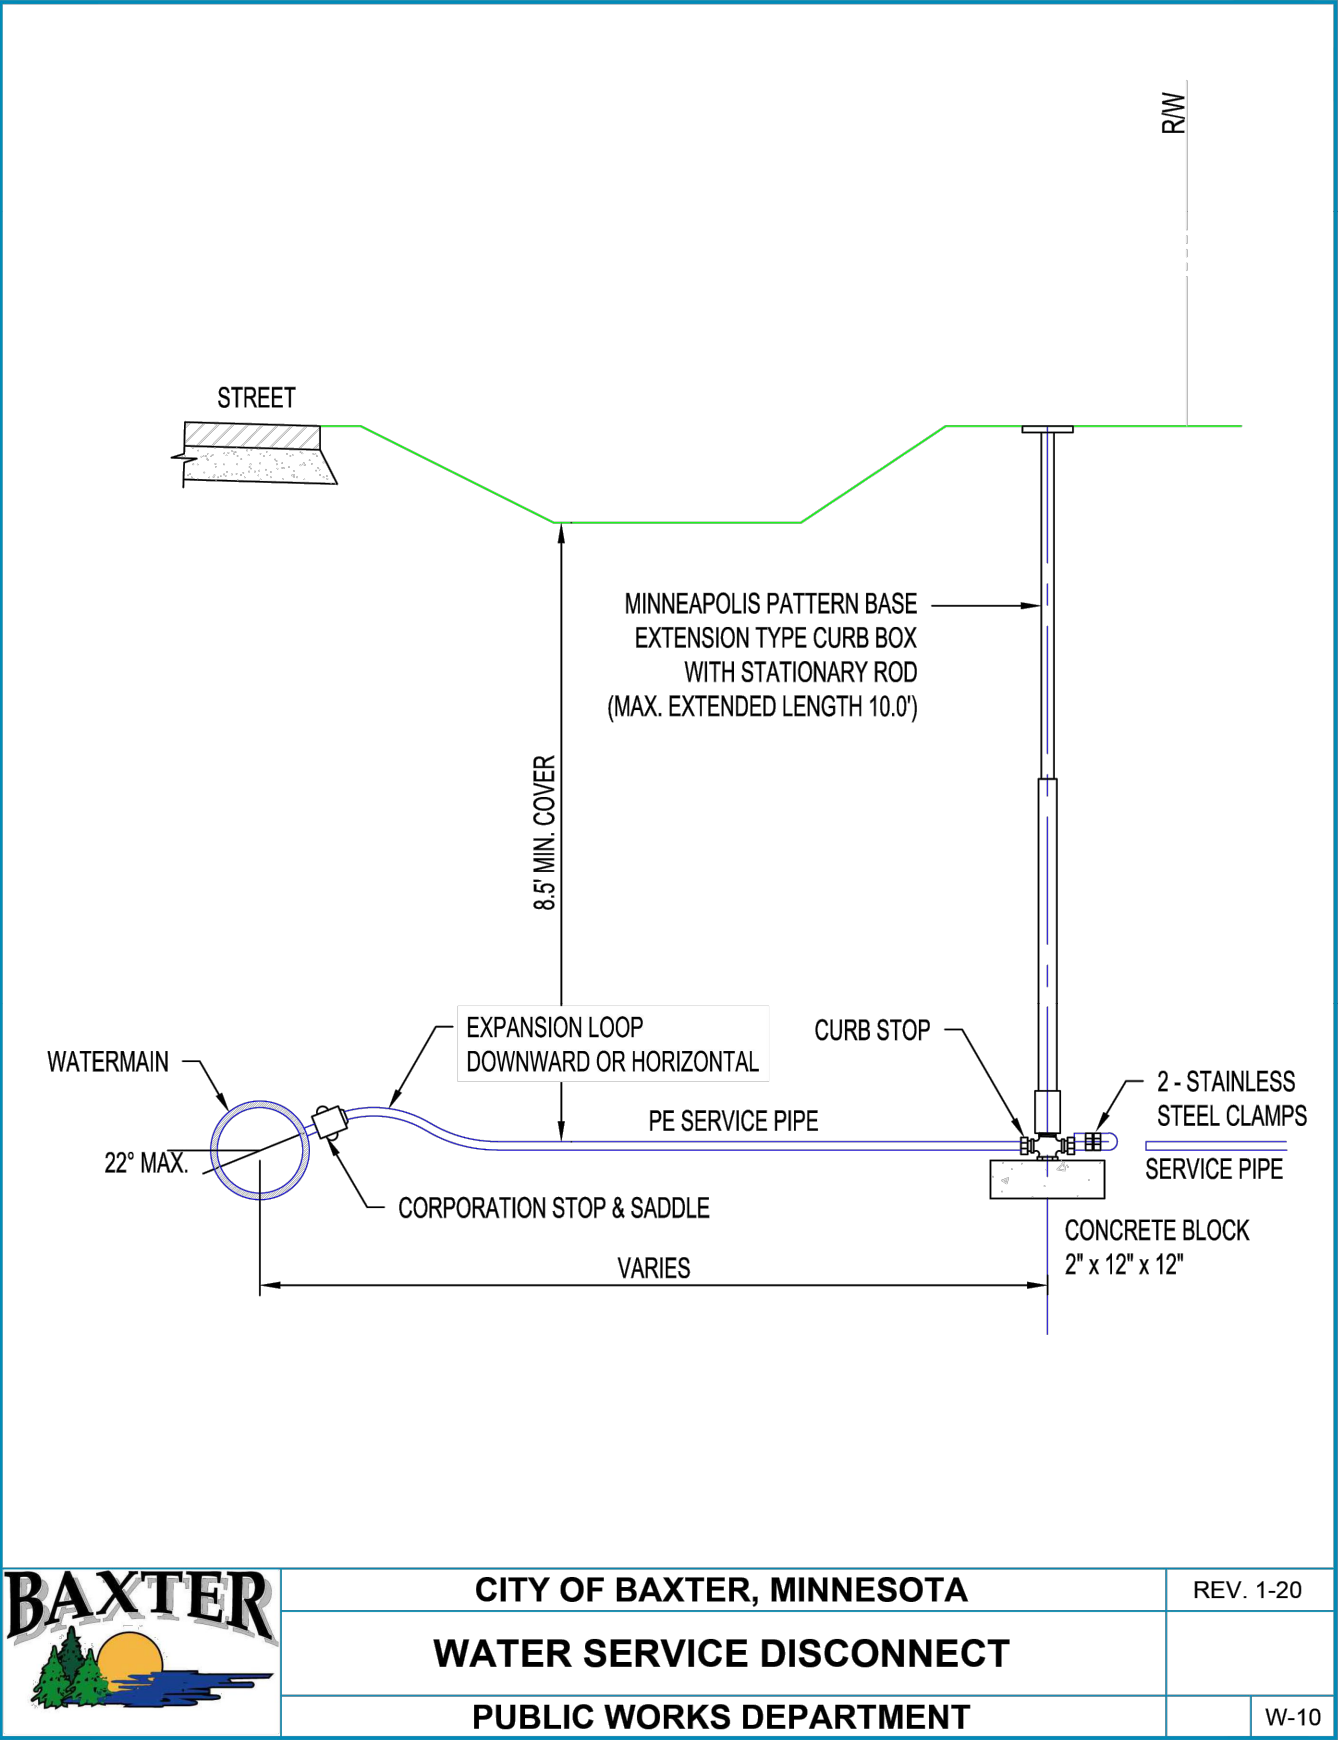 R/W
STREET
MINNEAPOLIS PATTERN BASE
EXTENSION TYPE CURB BOX
WITH STATIONARY ROD
(MAX. EXTENDED LENGTH 10.0')
8.5' MIN. COVER
EXPANSION LOOP
DOWNWARD OR HORIZONTAL
CURB STOP
WATERMAIN
2 - STAINLESS
STEEL CLAMPS
PE SERVICE PIPE
22° MAX.
SERVICE PIPE
CORPORATION STOP & SADDLE
CONCRETE BLOCK
2" x 12" x 12"
VARIES
BAXTER
CITY OF BAXTER, MINNESOTA
REV. 1-20
WATER SERVICE DISCONNECT
PUBLIC WORKS DEPARTMENT
W-10